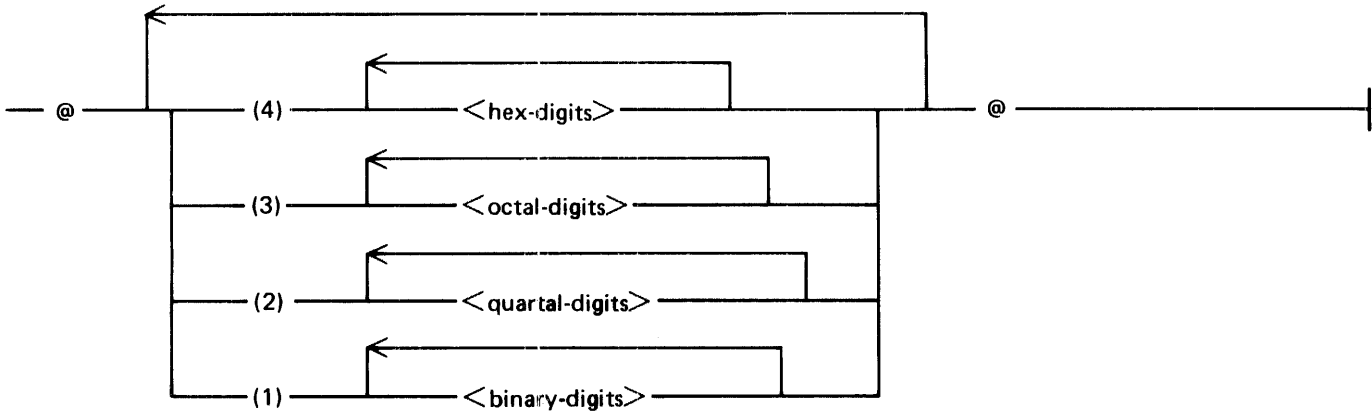 @ (4) <hex-digits> @
(3) <octal-digits>
(2) <quartal-digits>
(1) <binary-digits>